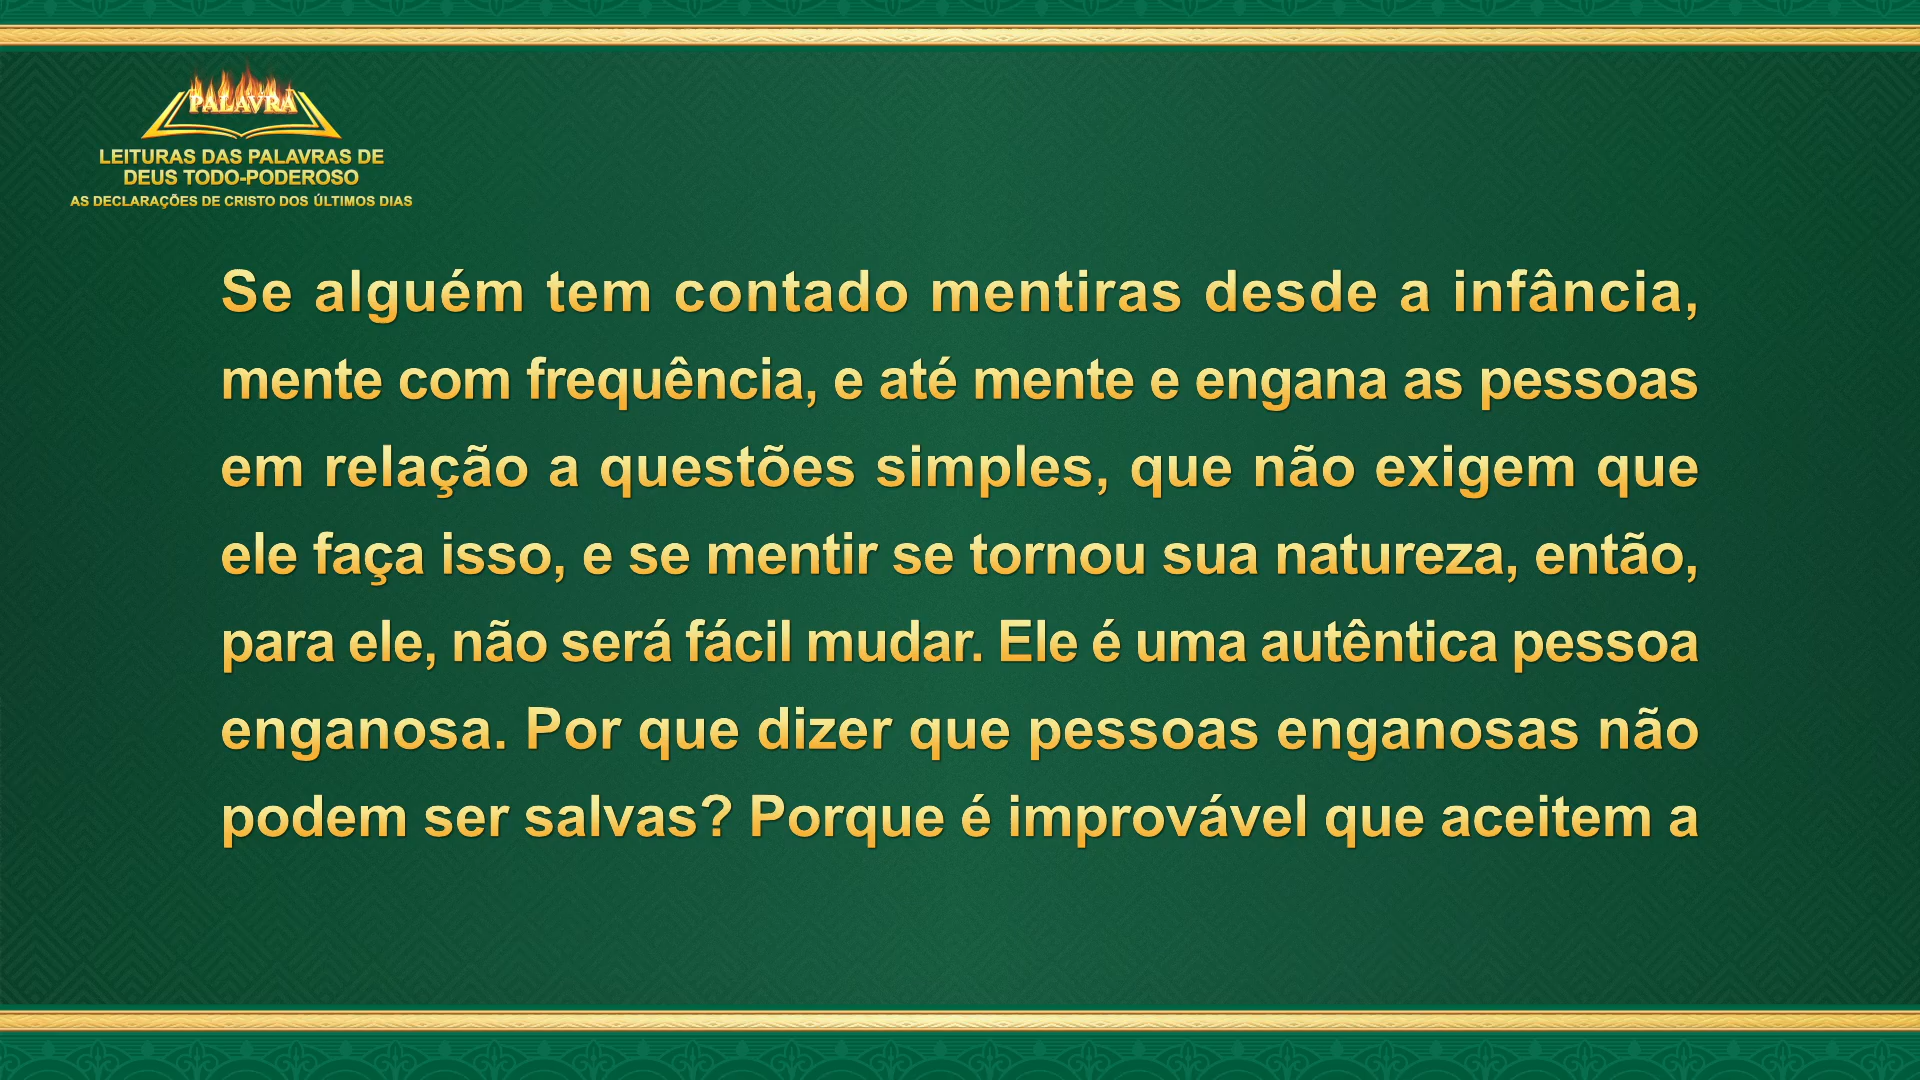 PALAVRA
LEITURAS DAS PALAVRAS DE
DEUS TODO-PODEROSO
AS DECLARAÇÕES DE CRISTO DOS ÚLTIMOS DIAS
Se alguém tem contado mentiras desde a infância,
mente com frequência, e até mente e engana as pessoas
em relação a questões simples, que não exigem que
ele faça isso, e se mentir se tornou sua natureza, então,
para ele, não será fácil mudar. Ele é uma autêntica pessoa
enganosa. Por que dizer que pessoas enganosas não
podem ser salvas? Porque é improvável que aceitem a